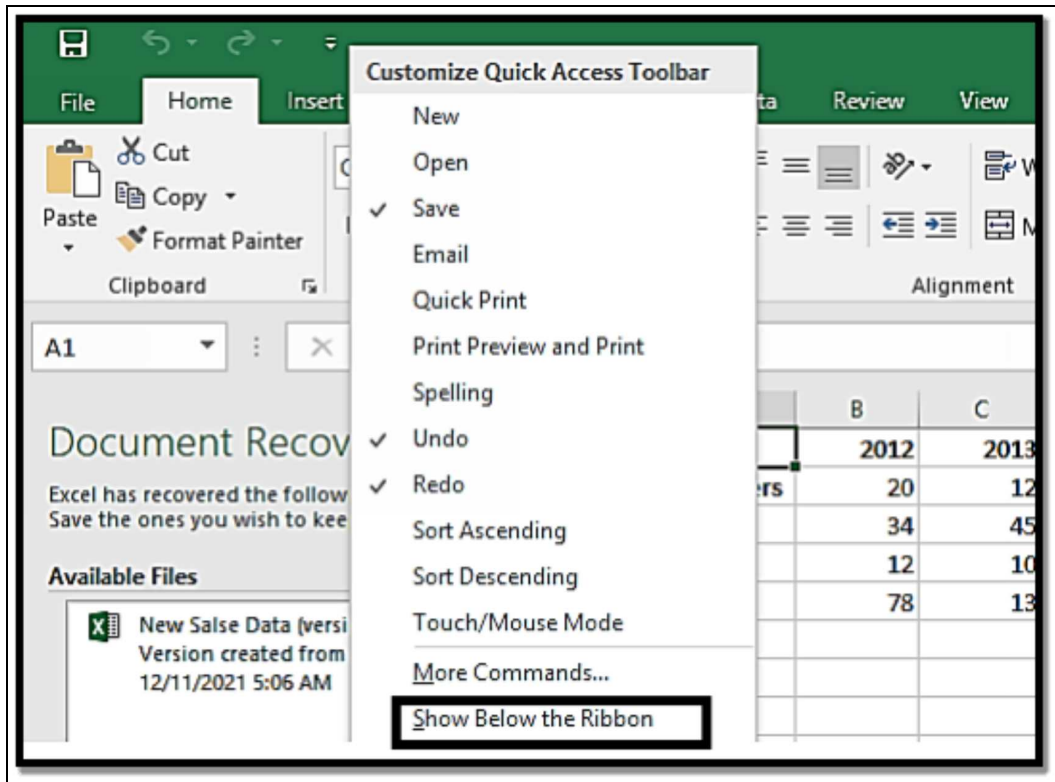 Customize Quick Access Toolbar
File Home Insert Review View
New
Open
Save
Email
Quick Print
Print Preview and Print
Spelling
Undo
Redo
Sort Ascending
Sort Descending
Touch/Mouse Mode
More Commands...
Show Below the Ribbon
Cut
Copy
Format Painter
Paste
Clipboard
Alignment
A1
Document Recov
Excel has recovered the follow
Save the ones you wish to kee
Available Files
New Salse Data (versi
Version created from
12/11/2021 5:06 AM
B C
2012 2013
ers 20 12
34 45
12 10
78 13